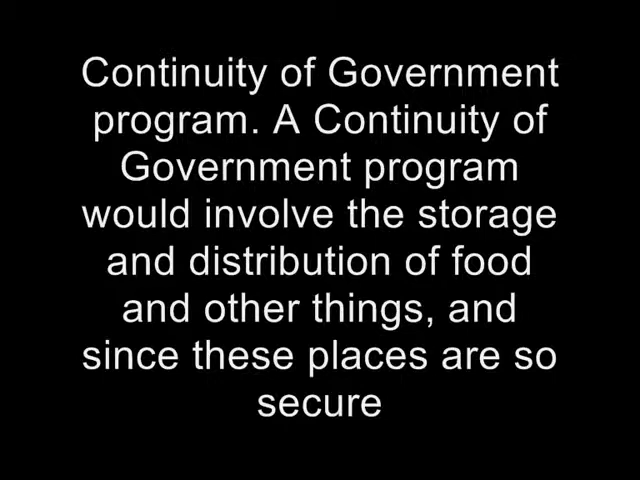 Continuity of Government
program. A Continuity of
Government program
would involve the storage
and distribution of food
and other things, and
since these places are so
secure